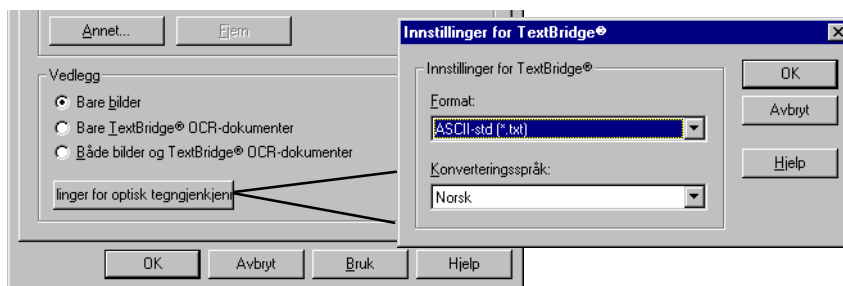 Annet...
Fjern
Vedlegg
Bare bilder
Bare TextBridge® OCR-dokumenter
Både bilder og TextBridge® OCR-dokumenter
linger for optisk tegngjenkjenr
OK
Avbryt
Bruk
Hjelp
Innstillinger for TextBridge®
Innstillinger for TextBridge®
Format:
ASCII-std (*.txt)
Konverteringsspråk:
Norsk
OK
Avbryt
Hjelp